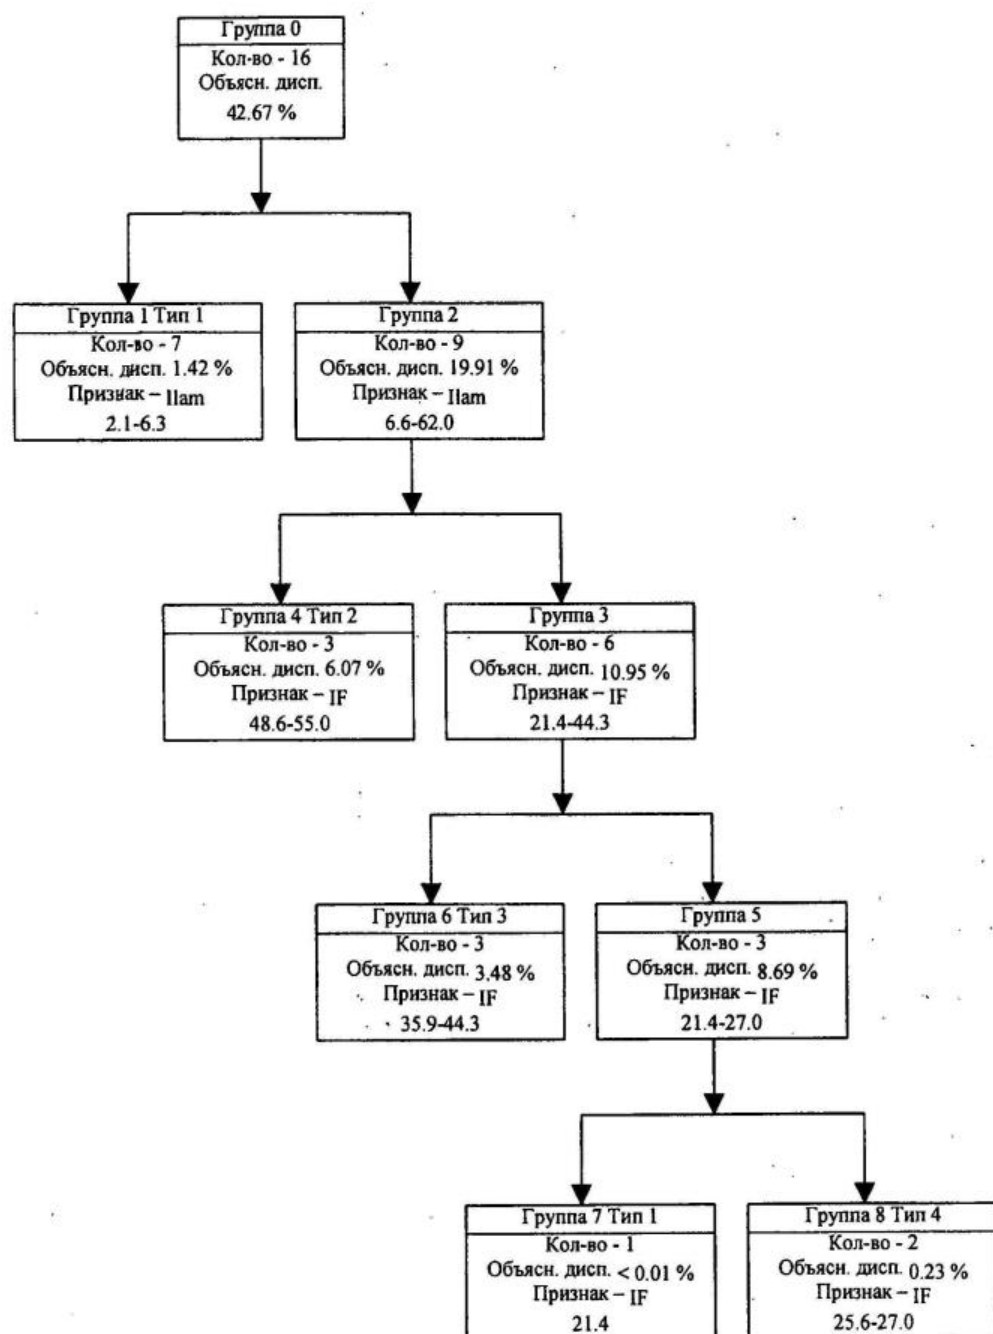 Группа 0
Кол-во - 16
Объясн. дисп.
42.67 %
Группа 1 Тип 1
Кол-во - 7
Объясн. дисп. 1.42 %
Признак – Ilam
2.1-6.3
Группа 2
Кол-во - 9
Объясн. дисп. 19.91 %
Признак – Ilam
6.6-62.0
Группа 4 Тип 2
Кол-во - 3
Объясн. дисп. 6.07 %
Признак – IF
48.6-55.0
Группа 3
Кол-во - 6
Объясн. дисп. 10.95 %
Признак – IF
21.4-44.3
Группа 6 Тип 3
Кол-во - 3
Объясн. дисп. 3.48 %
Признак – IF
35.9-44.3
Группа 5
Кол-во - 3
Объясн. дисп. 8.69 %
Признак – IF
21.4-27.0
Группа 7 Тип 1
Кол-во - 1
Объясн. дисп. < 0.01 %
Признак – IF
21.4
Группа 8 Тип 4
Кол-во - 2
Объясн. дисп. 0.23 %
Признак – IF
25.6-27.0